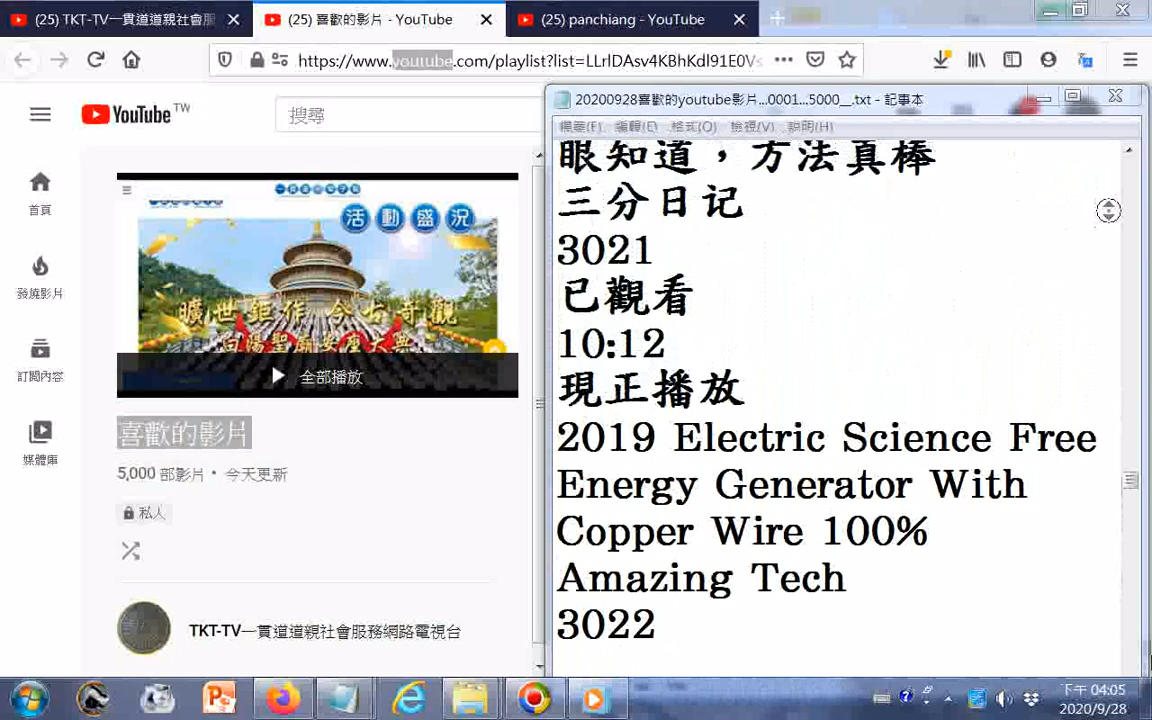 (25) TKT-TV一貫道道親社會服
(25) 喜歡的影片 - YouTube
(25) panchiang - YouTube
https://www.youtube.com/playlist?list=LLrlDAsv4KBhKdl91E0Vs
YouTube TW
搜尋
首頁
發燒影片
訂閱內容
媒體庫
活動盛況
曠世鉅作 今古奇觀
白陽聖廟安座大典
全部播放
喜歡的影片
5,000 部影片・今天更新
私人
TKT-TV一貫道道親社會服務網路電視台
20200928喜歡的youtube影片...0001...5000__.txt - 記事本
檔案(F) 編輯(E) 格式(O) 檢視(V) 說明(H)
眼知道，方法真棒
三分日记
3021
已觀看
10:12
現正播放
2019 Electric Science Free
Energy Generator With
Copper Wire 100%
Amazing Tech
3022
下午 04:05
2020/9/28